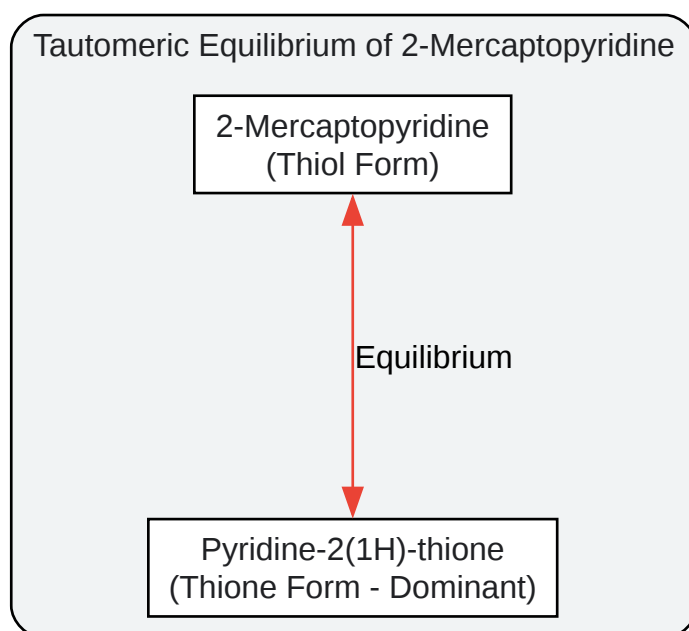 Tautomeric Equilibrium of 2-Mercaptopyridine
2-Mercaptopyridine
(Thiol Form)
Equilibrium
Pyridine-2(1H)-thione
(Thione Form - Dominant)